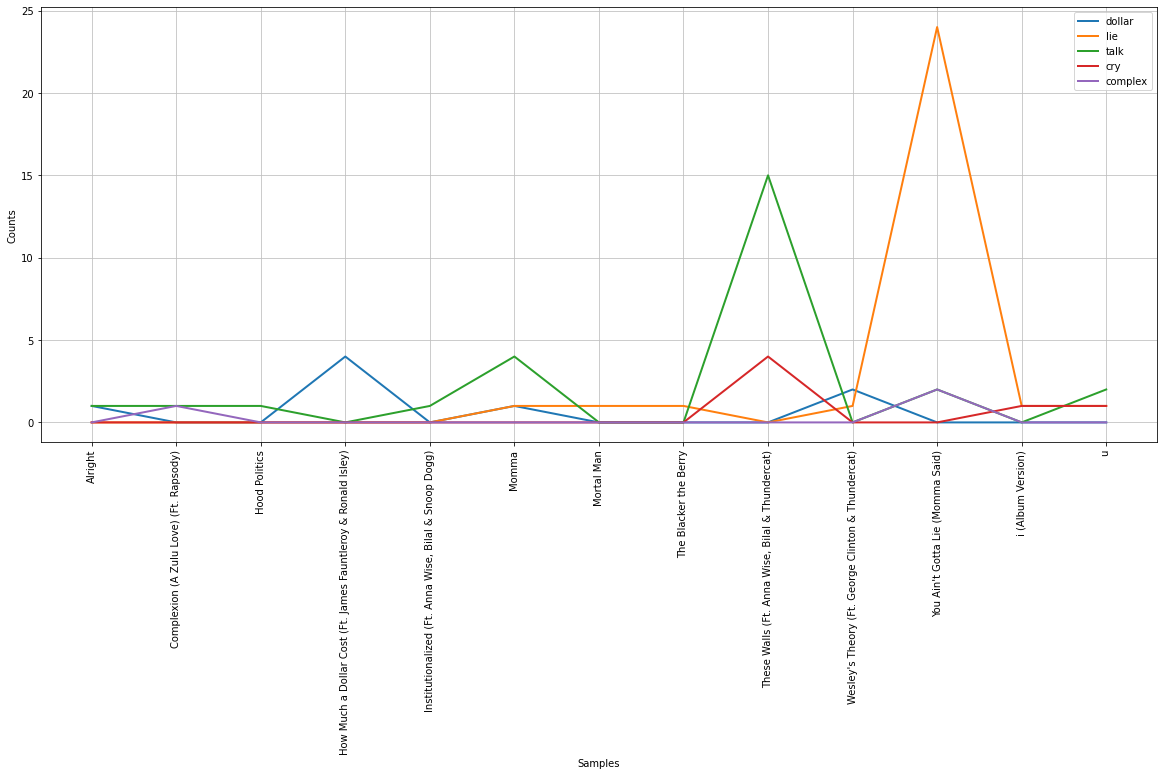 25
20
15
10
5
0
Counts
dollar
lie
talk
cry
complex
Alright
Complexion (A Zulu Love) (Ft. Rapsody)
Hood Politics
How Much a Dollar Cost (Ft. James Fauntleroy & Ronald Isley)
Institutionalized (Ft. Anna Wise, Bilal & Snoop Dogg)
Momma
Mortal Man
The Blacker the Berry
These Walls (Ft. Anna Wise, Bilal & Thundercat)
Wesley's Theory (Ft. George Clinton & Thundercat)
You Ain't Gotta Lie (Momma Said)
i (Album Version)
u
Samples